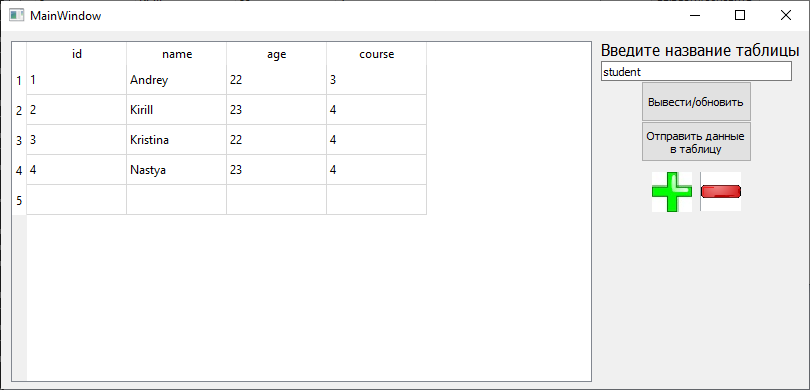 MainWindow
id name age course
1 1 Andrey 22 3
2 2 Kirill 23 4
3 3 Kristina 22 4
4 4 Nastya 23 4
5
Введите название таблицы
student
Вывести/обновить
Отправить данные
в таблицу